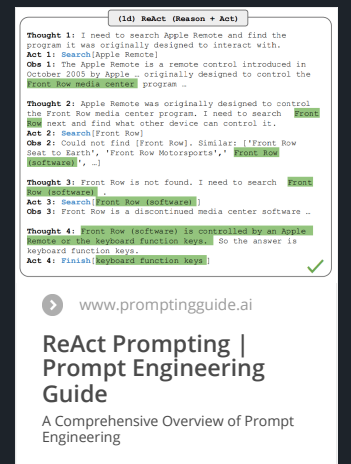 (1d) ReAct (Reason + Act)
Thought 1: I need to search Apple Remote and find the
program it was originally designed to interact with.
Act 1: Search[Apple Remote]
Obs 1: The Apple Remote is a remote control introduced in
October 2005 by Apple … originally designed to control the
Front Row media center program …
Thought 2: Apple Remote was originally designed to control
the Front Row media center program. I need to search Front
Row next and find what other device can control it.
Act 2: Search[Front Row]
Obs 2: Could not find [Front Row]. Similar: ['Front Row
Seat to Earth', 'Front Row Motorsports',' Front Row
(software)', …]
Thought 3: Front Row is not found. I need to search Front
Row (software) .
Act 3: Search[Front Row (software)]
Obs 3: Front Row is a discontinued media center software …
Thought 4: Front Row (software) is controlled by an Apple
Remote or the keyboard function keys. So the answer is
keyboard function keys.
Act 4: Finish[keyboard function keys]
www.promptingguide.ai
ReAct Prompting |
Prompt Engineering
Guide
A Comprehensive Overview of Prompt
Engineering